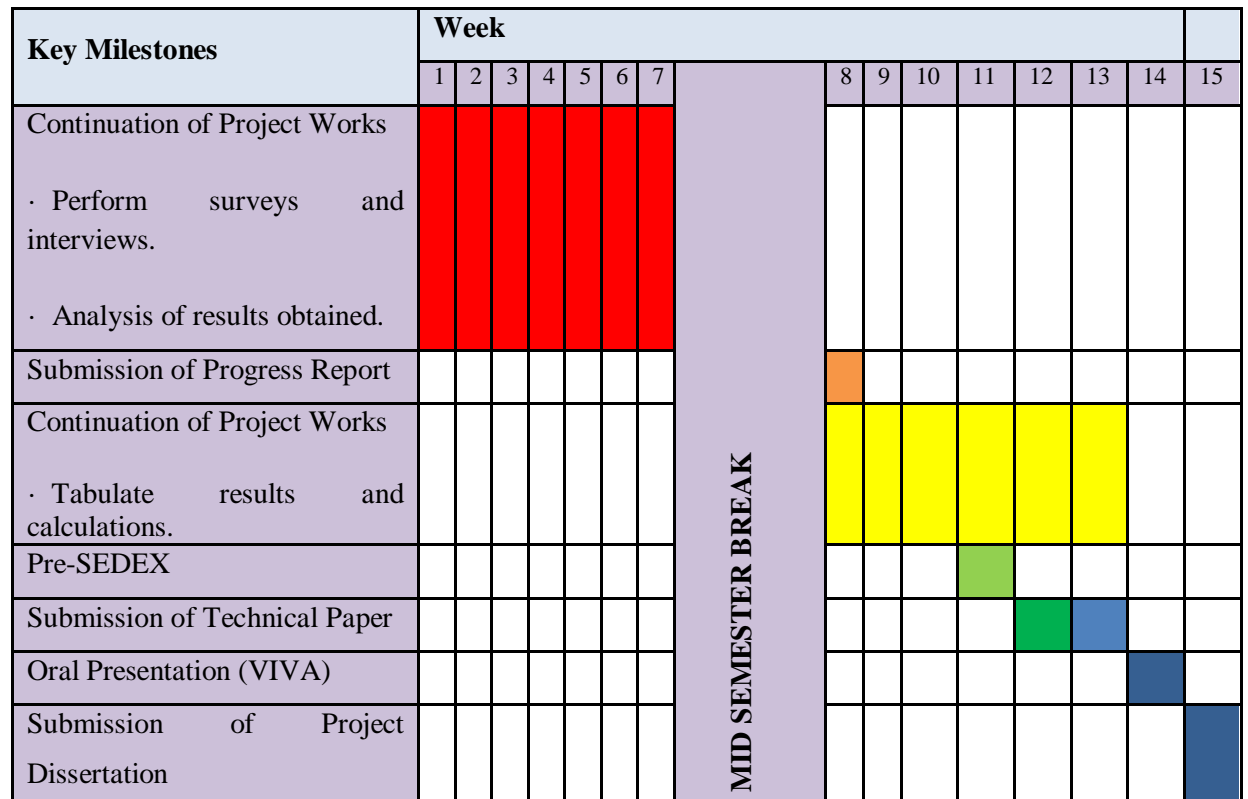 Key Milestones
Week
1 2 3 4 5 6 7 8 9 10 11 12 13 14 15
Continuation of Project Works
· Perform surveys and
interviews.
· Analysis of results obtained.
Submission of Progress Report
Continuation of Project Works
· Tabulate results and
calculations.
Pre-SEDEX
Submission of Technical Paper
Oral Presentation (VIVA)
Submission of Project
Dissertation
MID SEMESTER BREAK